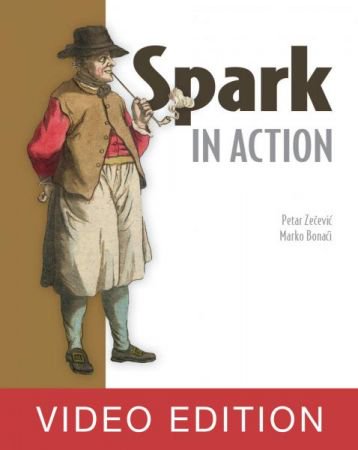 Spark
IN ACTION
Petar Zečević
Marko Bonaći
VIDEO EDITION